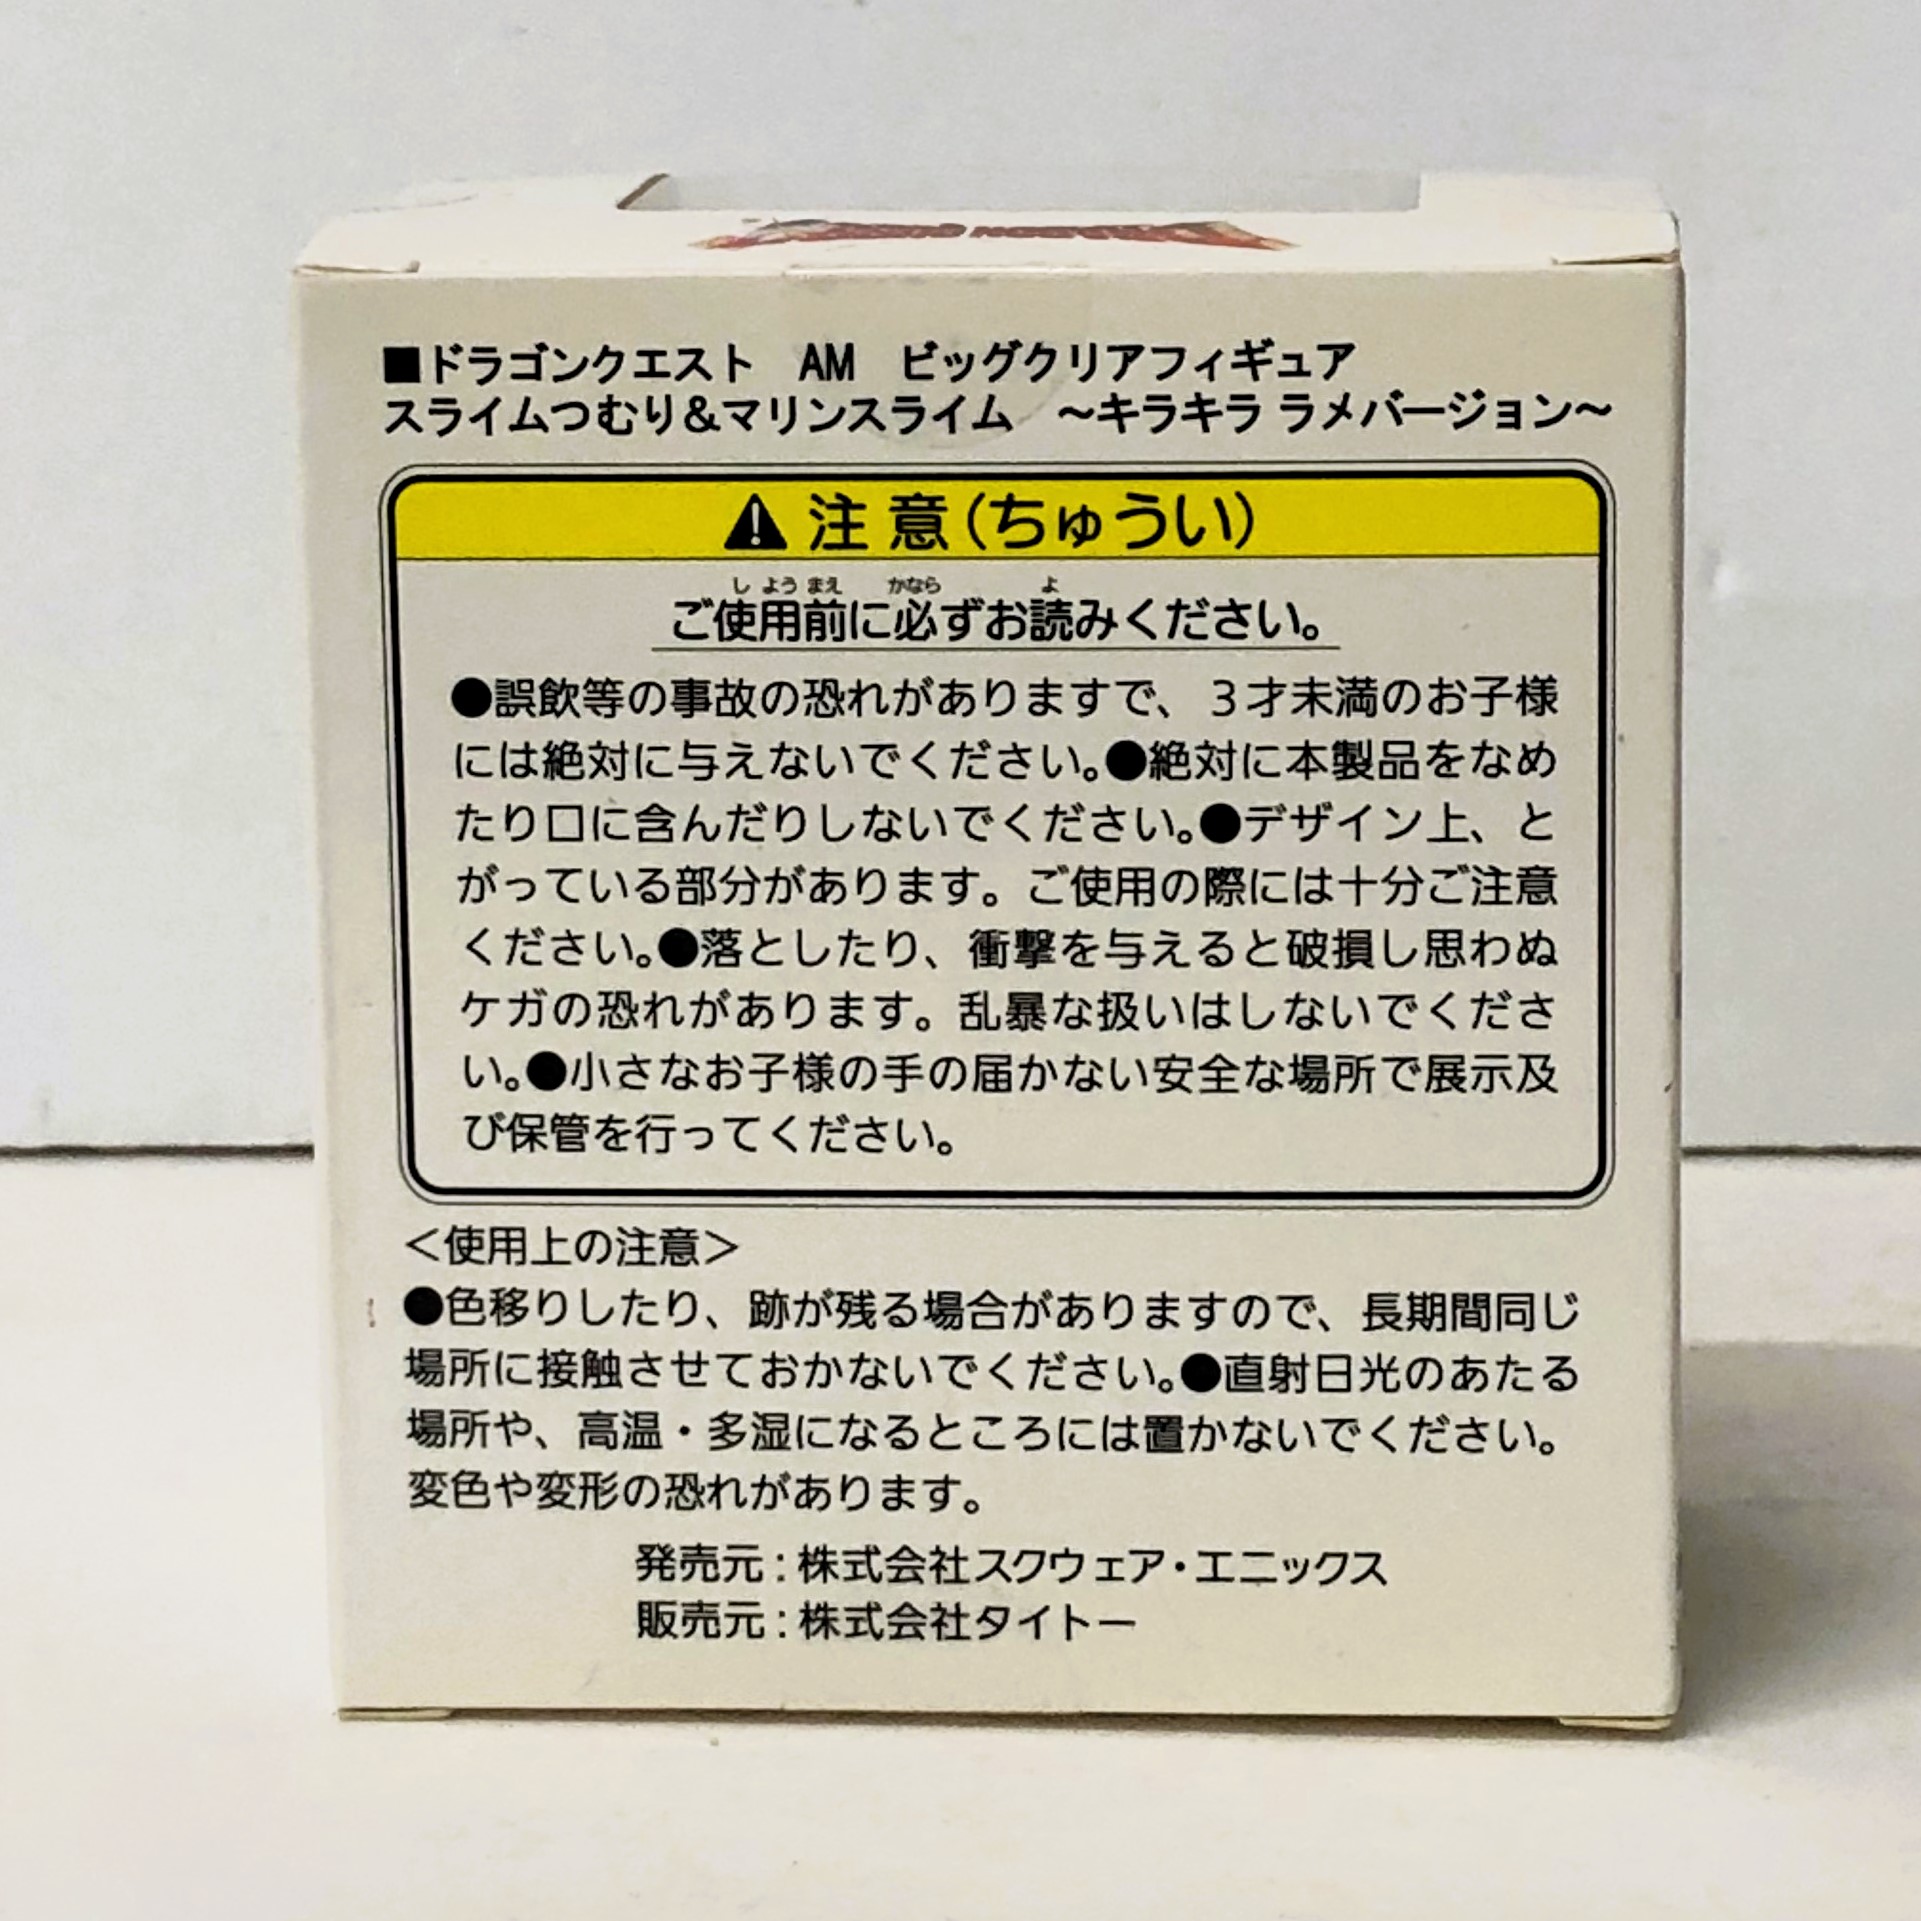 ■ドラゴンクエスト　AM　ビッグクリアフィギュア
スライムつむり＆マリンスライム　～キラキラ ラメバージョン～
⚠ 注 意（ちゅうい）
し よう まえ かなら よ
ご使用前に必ずお読みください。
●誤飲等の事故の恐れがありますで、３才未満のお子様
には絶対に与えないでください。●絶対に本製品をなめ
たり口に含んだりしないでください。●デザイン上、と
がっている部分があります。ご使用の際には十分ご注意
ください。●落としたり、衝撃を与えると破損し思わぬ
ケガの恐れがあります。乱暴な扱いはしないでくださ
い。●小さなお子様の手の届かない安全な場所で展示及
び保管を行ってください。
＜使用上の注意＞
●色移りしたり、跡が残る場合がありますので、長期間同じ
場所に接触させておかないでください。●直射日光のあたる
場所や、高温・多湿になるところには置かないでください。
変色や変形の恐れがあります。
発売元：株式会社スクウェア・エニックス
販売元：株式会社タイトー